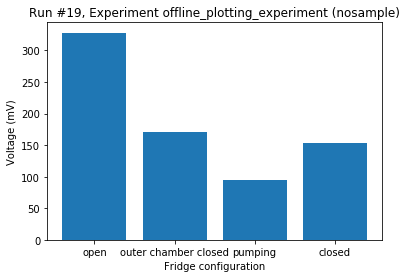 Run #19, Experiment offline_plotting_experiment (nosample)
Voltage (mV)
300
250
200
150
100
50
0
open outer chamber closed pumping closed
Fridge configuration